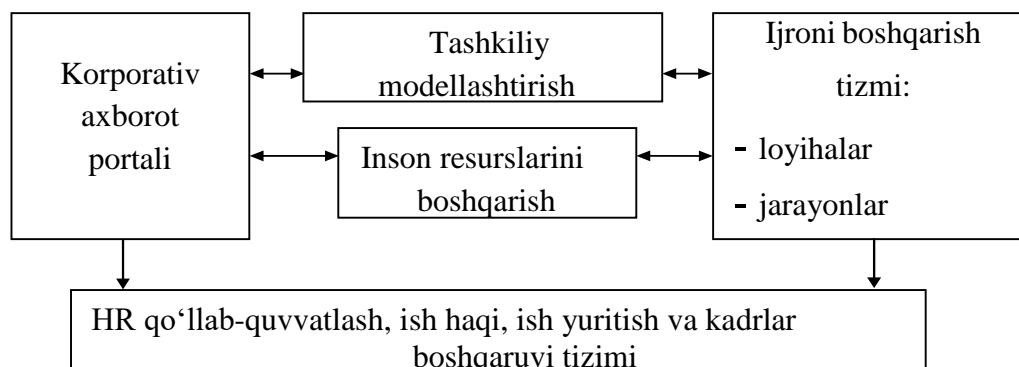 Korporativ
axborot
portali
Tashkiliy
modellashtirish
Inson resurslarini
boshqarish
Ijroni boshqarish
tizmi:
- loyihalar
- jarayonlar
HR qo‘llab-quvvatlash, ish haqi, ish yuritish va kadrlar
boshqaruvi tizimi